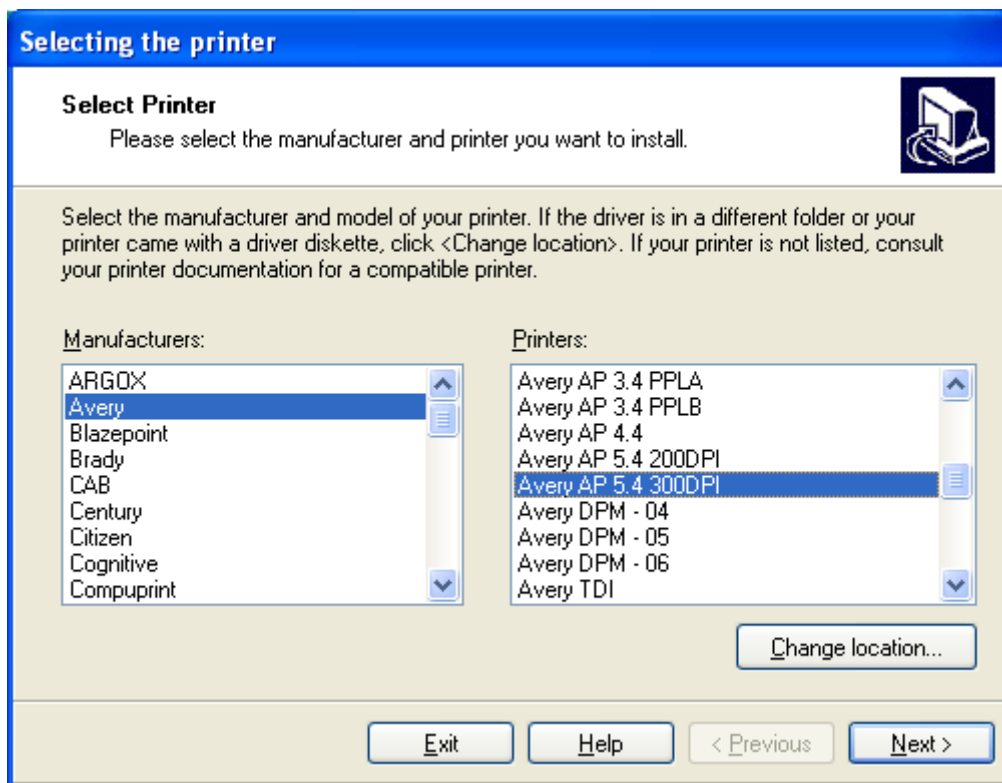 Selecting the printer
Select Printer
Please select the manufacturer and printer you want to install.
Select the manufacturer and model of your printer. If the driver is in a different folder or your
printer came with a driver diskette, click <Change location>. If your printer is not listed, consult
your printer documentation for a compatible printer.
Manufacturers:
ARGOX
Avery
Blazepoint
Brady
CAB
Century
Citizen
Cognitive
Compuprint
Printers:
Avery AP 3.4 PPLA
Avery AP 3.4 PPLB
Avery AP 4.4
Avery AP 5.4 200DPI
Avery AP 5.4 300DPI
Avery DPM - 04
Avery DPM - 05
Avery DPM - 06
Avery TDI
Change location...
Exit
Help
< Previous
Next >